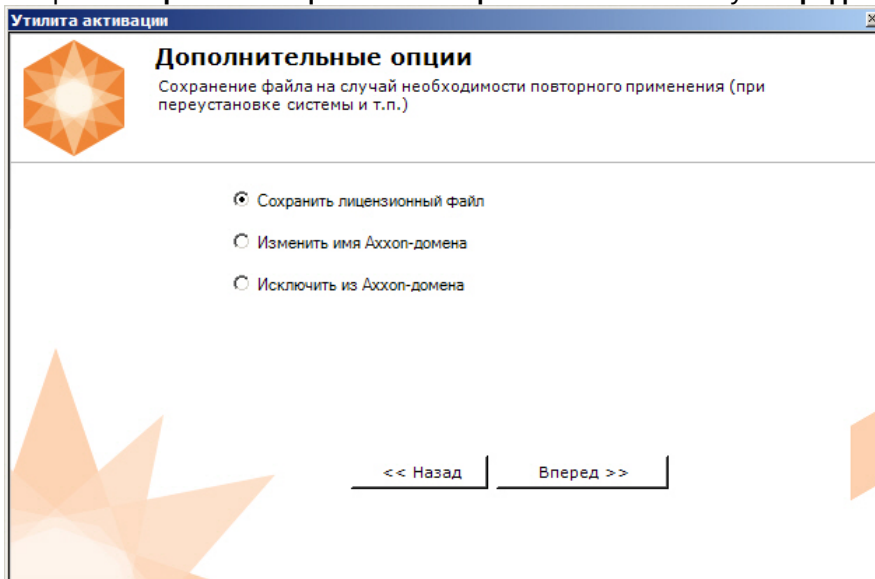 Утилита активации
Дополнительные опции
Сохранение файла на случай необходимости повторного применения (при
переустановке системы и т.п.)
Сохранить лицензионный файл
Изменить имя Axxon-домена
Исключить из Axxon-домена
<< Назад
Вперед >>